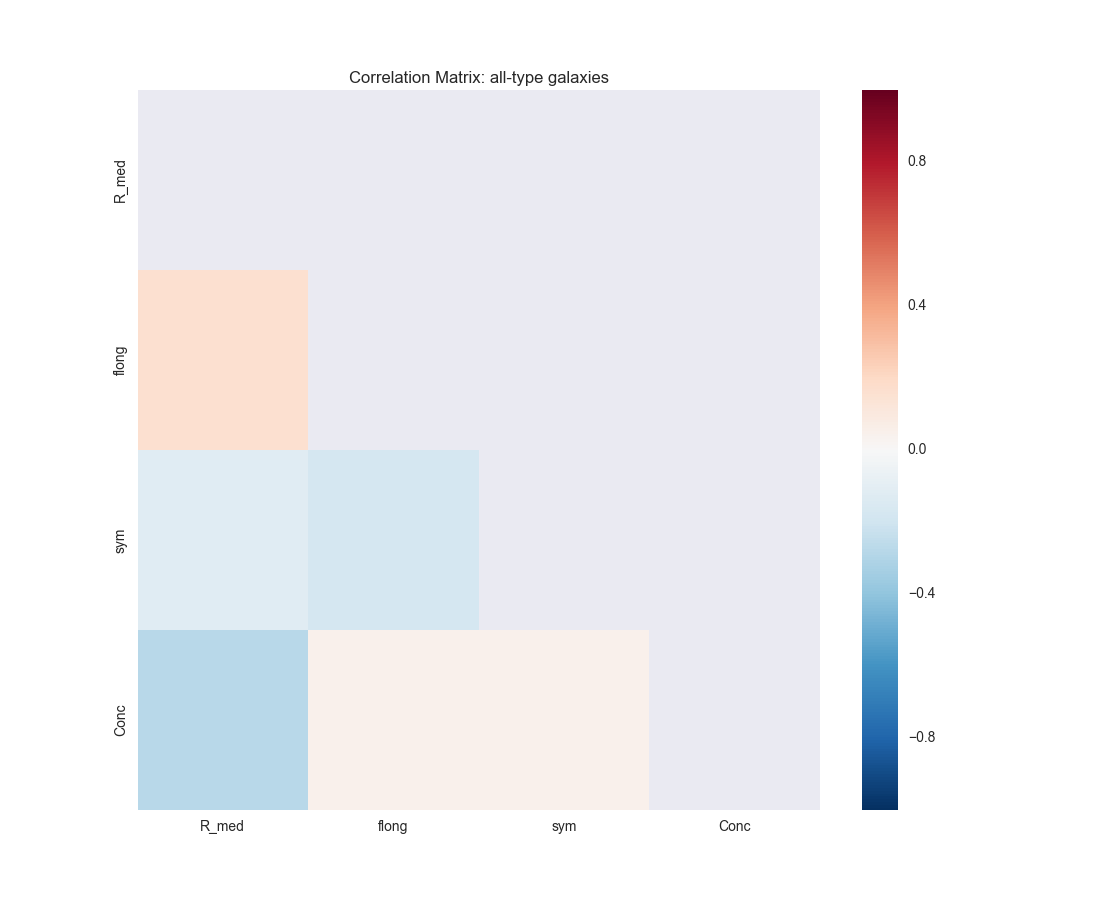 Correlation Matrix: all-type galaxies
R_med
flong
sym
Conc
R_med flong sym Conc
0.8
0.4
0.0
−0.4
−0.8